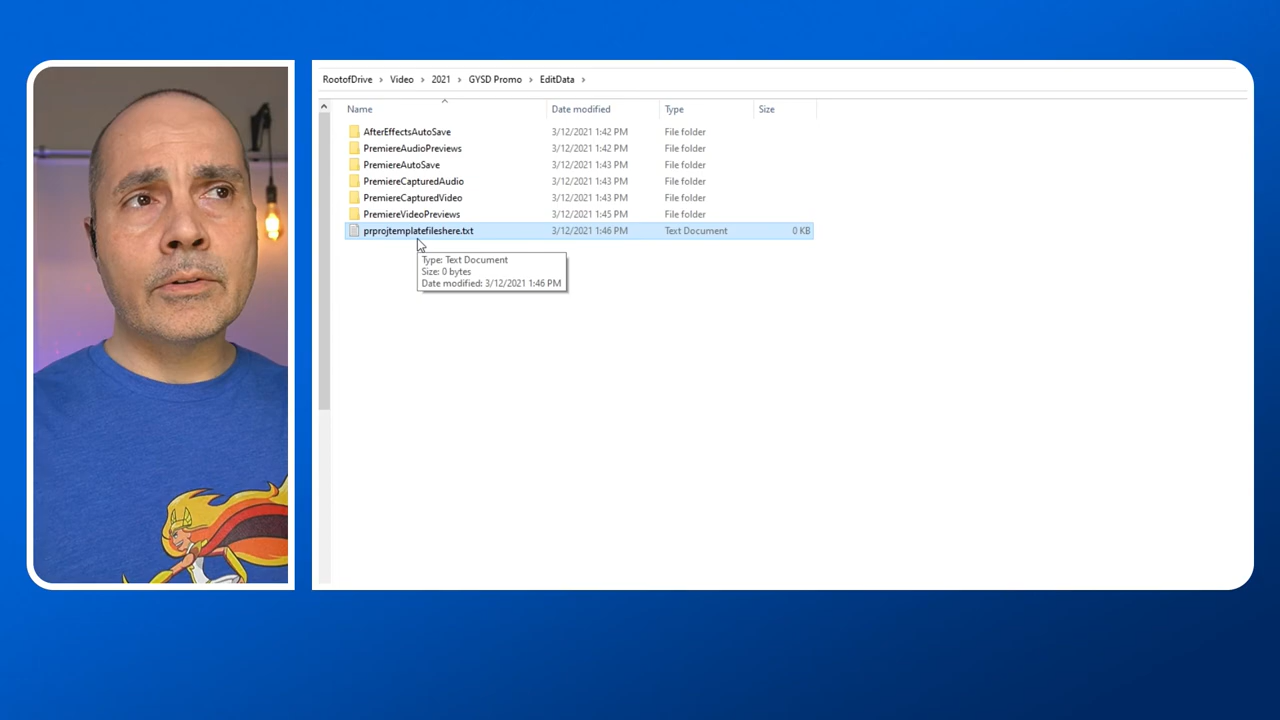 RootofDrive > Video > 2021 > GYSD Promo > EditData >
Name Date modified Type Size
AfterEffectsAutoSave 3/12/2021 1:42 PM File folder
PremiereAudioPreviews 3/12/2021 1:42 PM File folder
PremiereAutoSave 3/12/2021 1:43 PM File folder
PremiereCapturedAudio 3/12/2021 1:43 PM File folder
PremiereCapturedVideo 3/12/2021 1:43 PM File folder
PremiereVideoPreviews 3/12/2021 1:45 PM File folder
prprojtemplatefileshere.txt 3/12/2021 1:46 PM Text Document 0 KB
Type: Text Document
Size: 0 bytes
Date modified: 3/12/2021 1:46 PM